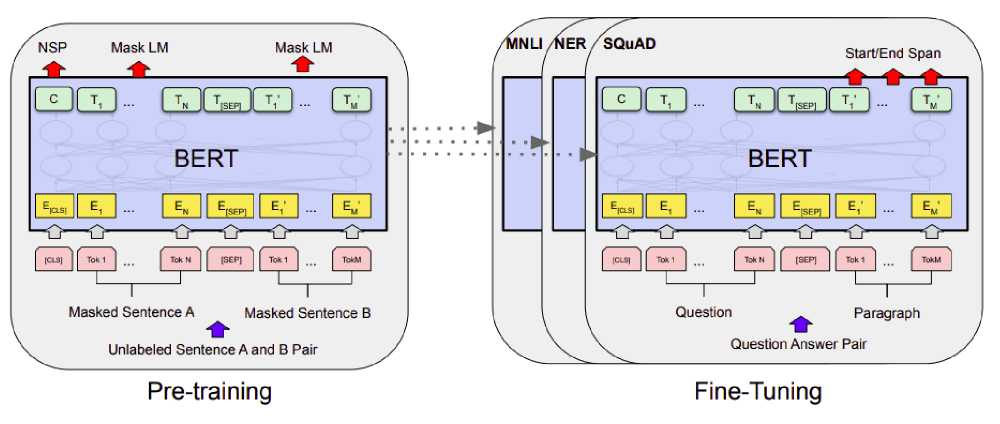 NSP Mask LM Mask LM
C T1 ... TN T[SEP] T1' ... TM'
BERT
E[CLS] E1 ... EN E[SEP] E1' ... EM'
[CLS] Tok 1 ... Tok N [SEP] Tok 1 ... TokM
Masked Sentence A Masked Sentence B
Unlabeled Sentence A and B Pair
Pre-training
MNLI NER SQuAD
Start/End Span
C T1 ... TN T[SEP] T1' ... TM'
BERT
E[CLS] E1 ... EN E[SEP] E1' ... EM'
[CLS] Tok 1 ... Tok N [SEP] Tok 1 ... TokM
Question Paragraph
Question Answer Pair
Fine-Tuning